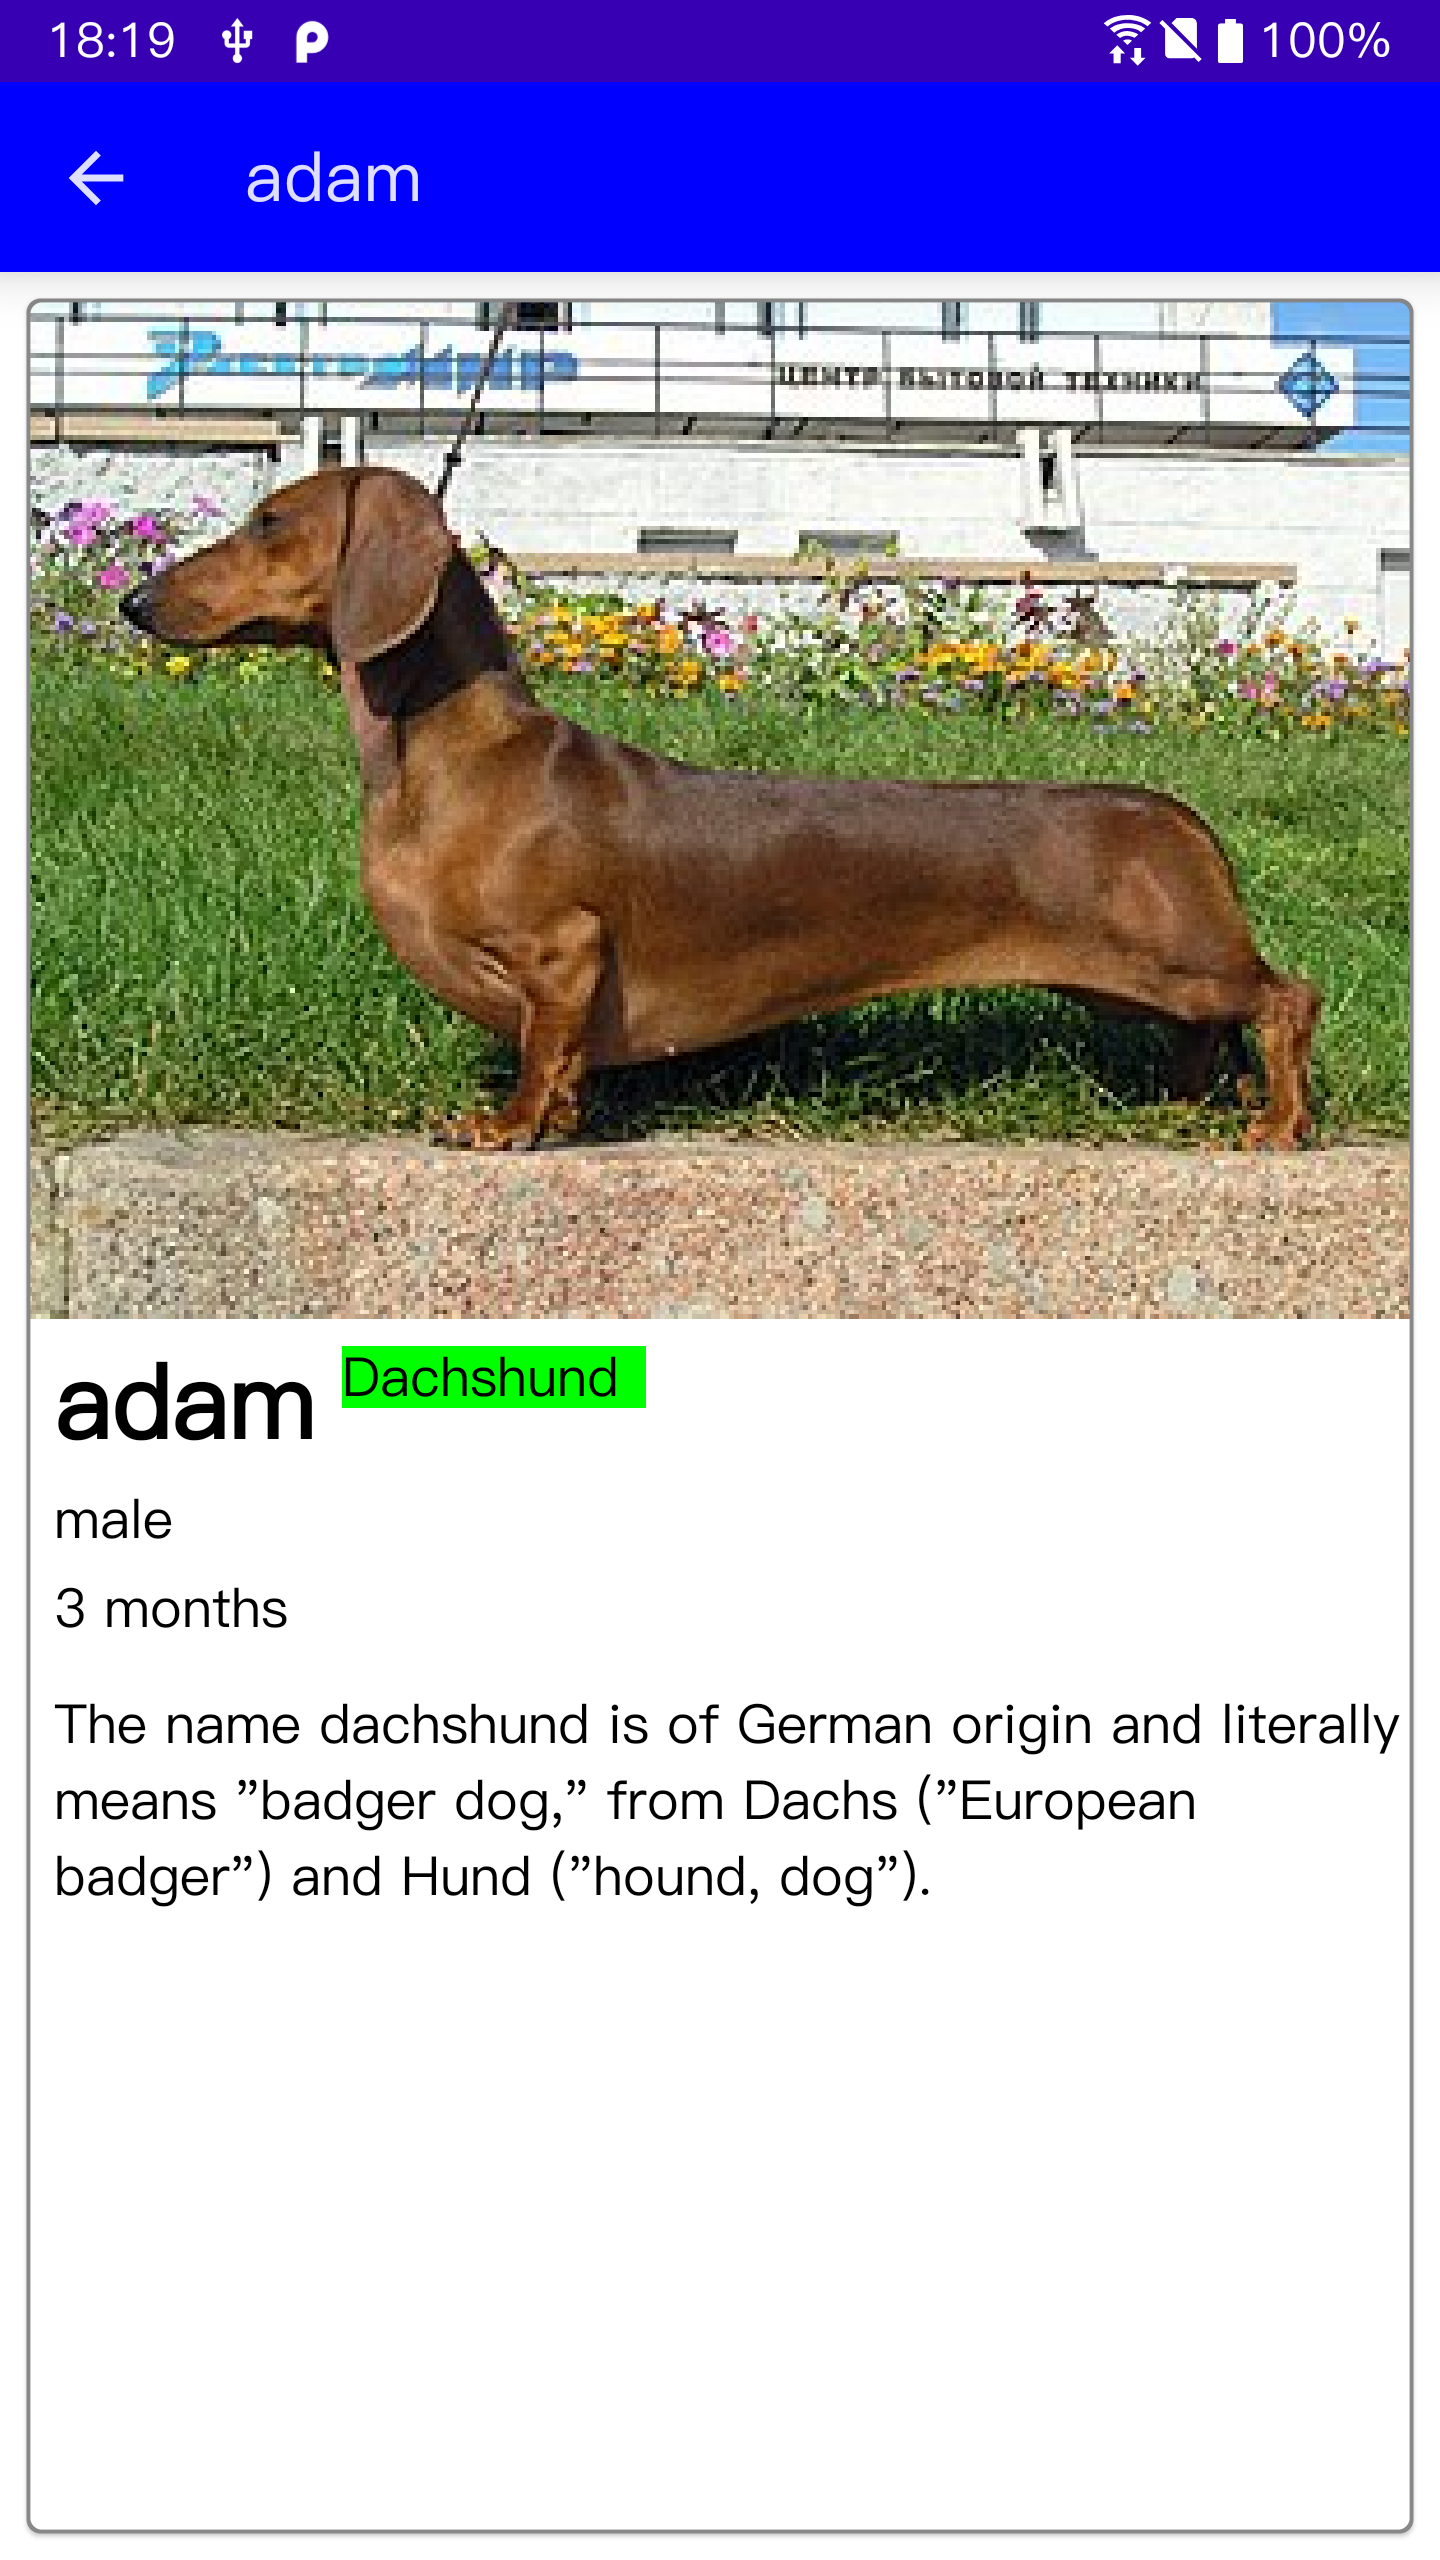 18:19 100%
adam
ЦЕНТР БЫТОВОЙ ТЕХНИКИ
adam Dachshund
male
3 months
The name dachshund is of German origin and literally
means ”badger dog,” from Dachs (”European
badger”) and Hund (”hound, dog”).